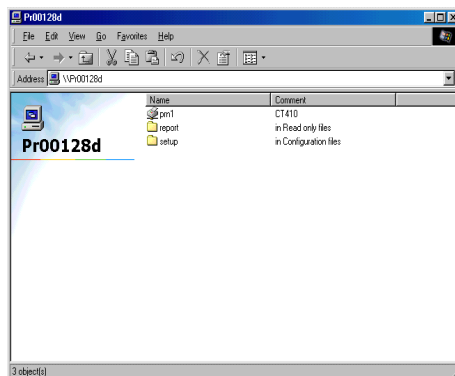 Pr00128d
File Edit View Go Favorites Help
Address \\Pr00128d
Name Comment
prn1 CT410
report in Read only files
setup in Configuration files
Pr00128d
3 object(s)